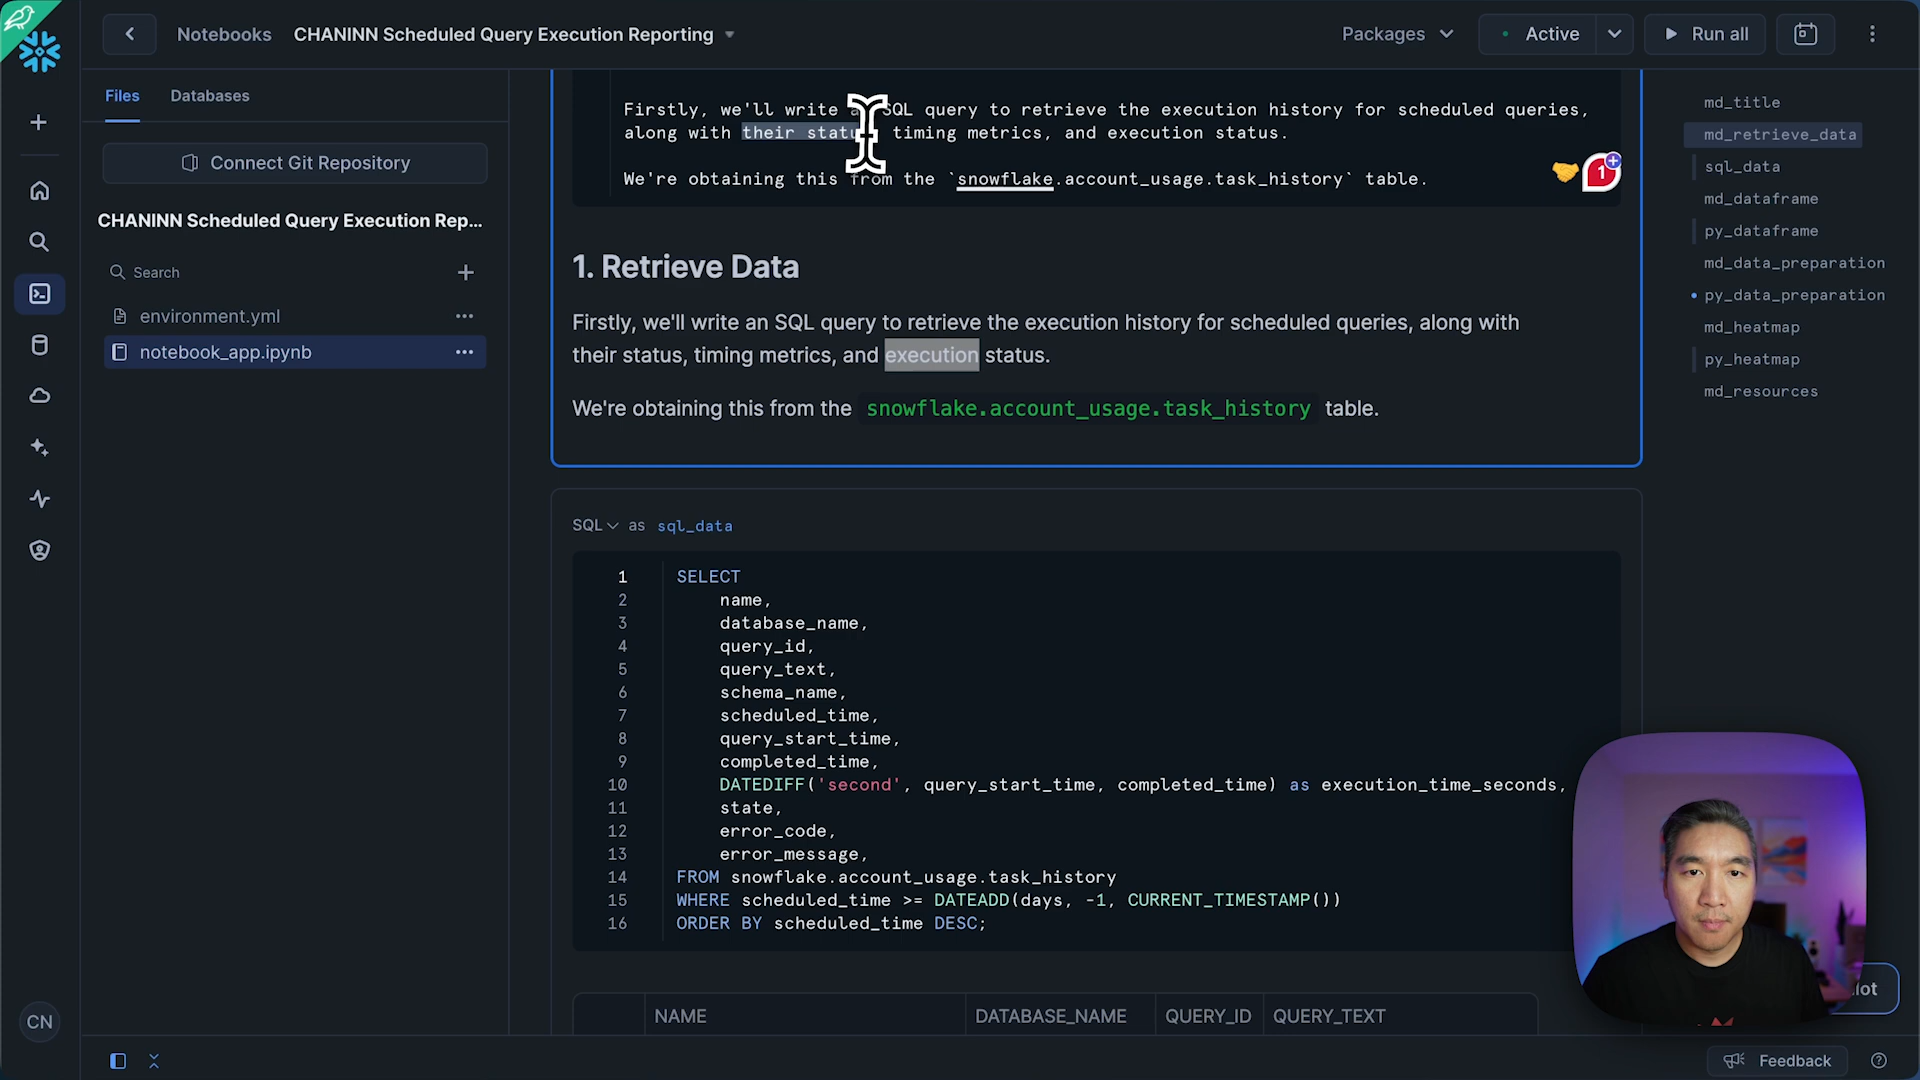 Notebooks
CHANINN Scheduled Query Execution Reporting
Packages
Active
Run all
Files
Databases
Connect Git Repository
CHANINN Scheduled Query Execution Rep...
Search
environment.yml
notebook_app.ipynb
CN
Firstly, we'll write SQL query to retrieve the execution history for scheduled queries,
along with their statu timing metrics, and execution status.
We're obtaining this from the `snowflake.account_usage.task_history` table.
1
1. Retrieve Data
Firstly, we'll write an SQL query to retrieve the execution history for scheduled queries, along with
their status, timing metrics, and execution status.
We're obtaining this from the snowflake.account_usage.task_history table.
SQL as sql_data
1 SELECT
2 name,
3 database_name,
4 query_id,
5 query_text,
6 schema_name,
7 scheduled_time,
8 query_start_time,
9 completed_time,
10 DATEDIFF('second', query_start_time, completed_time) as execution_time_seconds,
11 state,
12 error_code,
13 error_message,
14 FROM snowflake.account_usage.task_history
15 WHERE scheduled_time >= DATEADD(days, -1, CURRENT_TIMESTAMP())
16 ORDER BY scheduled_time DESC;
NAME DATABASE_NAME QUERY_ID QUERY_TEXT
md_title
md_retrieve_data
sql_data
md_dataframe
py_dataframe
md_data_preparation
py_data_preparation
md_heatmap
py_heatmap
md_resources
Feedback